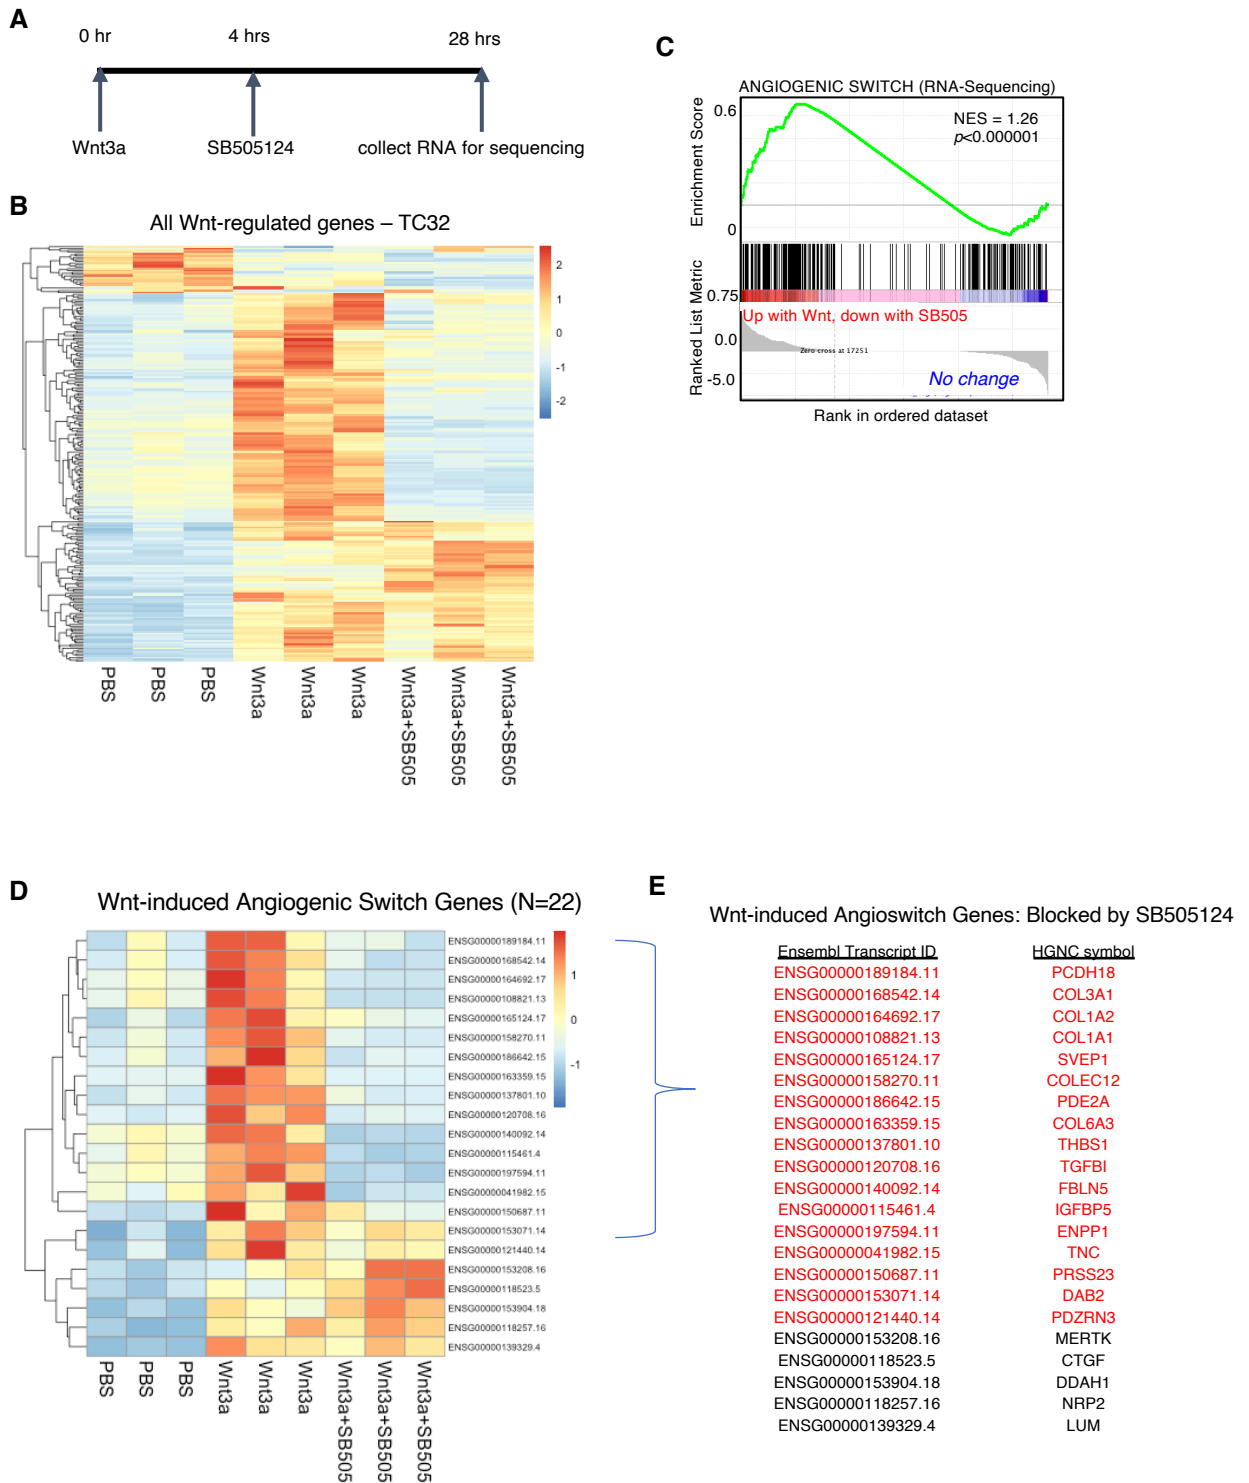 A
0 hr
4 hrs
28 hrs
Wnt3a
SB505124
collect RNA for sequencing
B
All Wnt-regulated genes – TC32
2
1
0
-1
-2
PBS
PBS
PBS
Wnt3a
Wnt3a
Wnt3a
Wnt3a+SB505
Wnt3a+SB505
Wnt3a+SB505
C
ANGIOGENIC SWITCH (RNA-Sequencing)
Enrichment Score
0.6
0
NES = 1.26
p<0.000001
Ranked List Metric
0.75
0.0
-5.0
Up with Wnt, down with SB505
Zero cross at 17251
No change
Rank in ordered dataset
D
Wnt-induced Angiogenic Switch Genes (N=22)
ENSG00000189184.11
ENSG00000168542.14
ENSG00000164692.17
ENSG00000108821.13
ENSG00000165124.17
ENSG00000158270.11
ENSG00000186642.15
ENSG00000163359.15
ENSG00000137801.10
ENSG00000120708.16
ENSG00000140092.14
ENSG00000115461.4
ENSG00000197594.11
ENSG00000041982.15
ENSG00000150687.11
ENSG00000153071.14
ENSG00000121440.14
ENSG00000153208.16
ENSG00000118523.5
ENSG00000153904.18
ENSG00000118257.16
ENSG00000139329.4
1
0
-1
PBS
PBS
PBS
Wnt3a
Wnt3a
Wnt3a
Wnt3a+SB505
Wnt3a+SB505
Wnt3a+SB505
E
Wnt-induced Angioswitch Genes: Blocked by SB505124
Ensembl Transcript ID HGNC symbol
ENSG00000189184.11 PCDH18
ENSG00000168542.14 COL3A1
ENSG00000164692.17 COL1A2
ENSG00000108821.13 COL1A1
ENSG00000165124.17 SVEP1
ENSG00000158270.11 COLEC12
ENSG00000186642.15 PDE2A
ENSG00000163359.15 COL6A3
ENSG00000137801.10 THBS1
ENSG00000120708.16 TGFBI
ENSG00000140092.14 FBLN5
ENSG00000115461.4 IGFBP5
ENSG00000197594.11 ENPP1
ENSG00000041982.15 TNC
ENSG00000150687.11 PRSS23
ENSG00000153071.14 DAB2
ENSG00000121440.14 PDZRN3
ENSG00000153208.16 MERTK
ENSG00000118523.5 CTGF
ENSG00000153904.18 DDAH1
ENSG00000118257.16 NRP2
ENSG00000139329.4 LUM